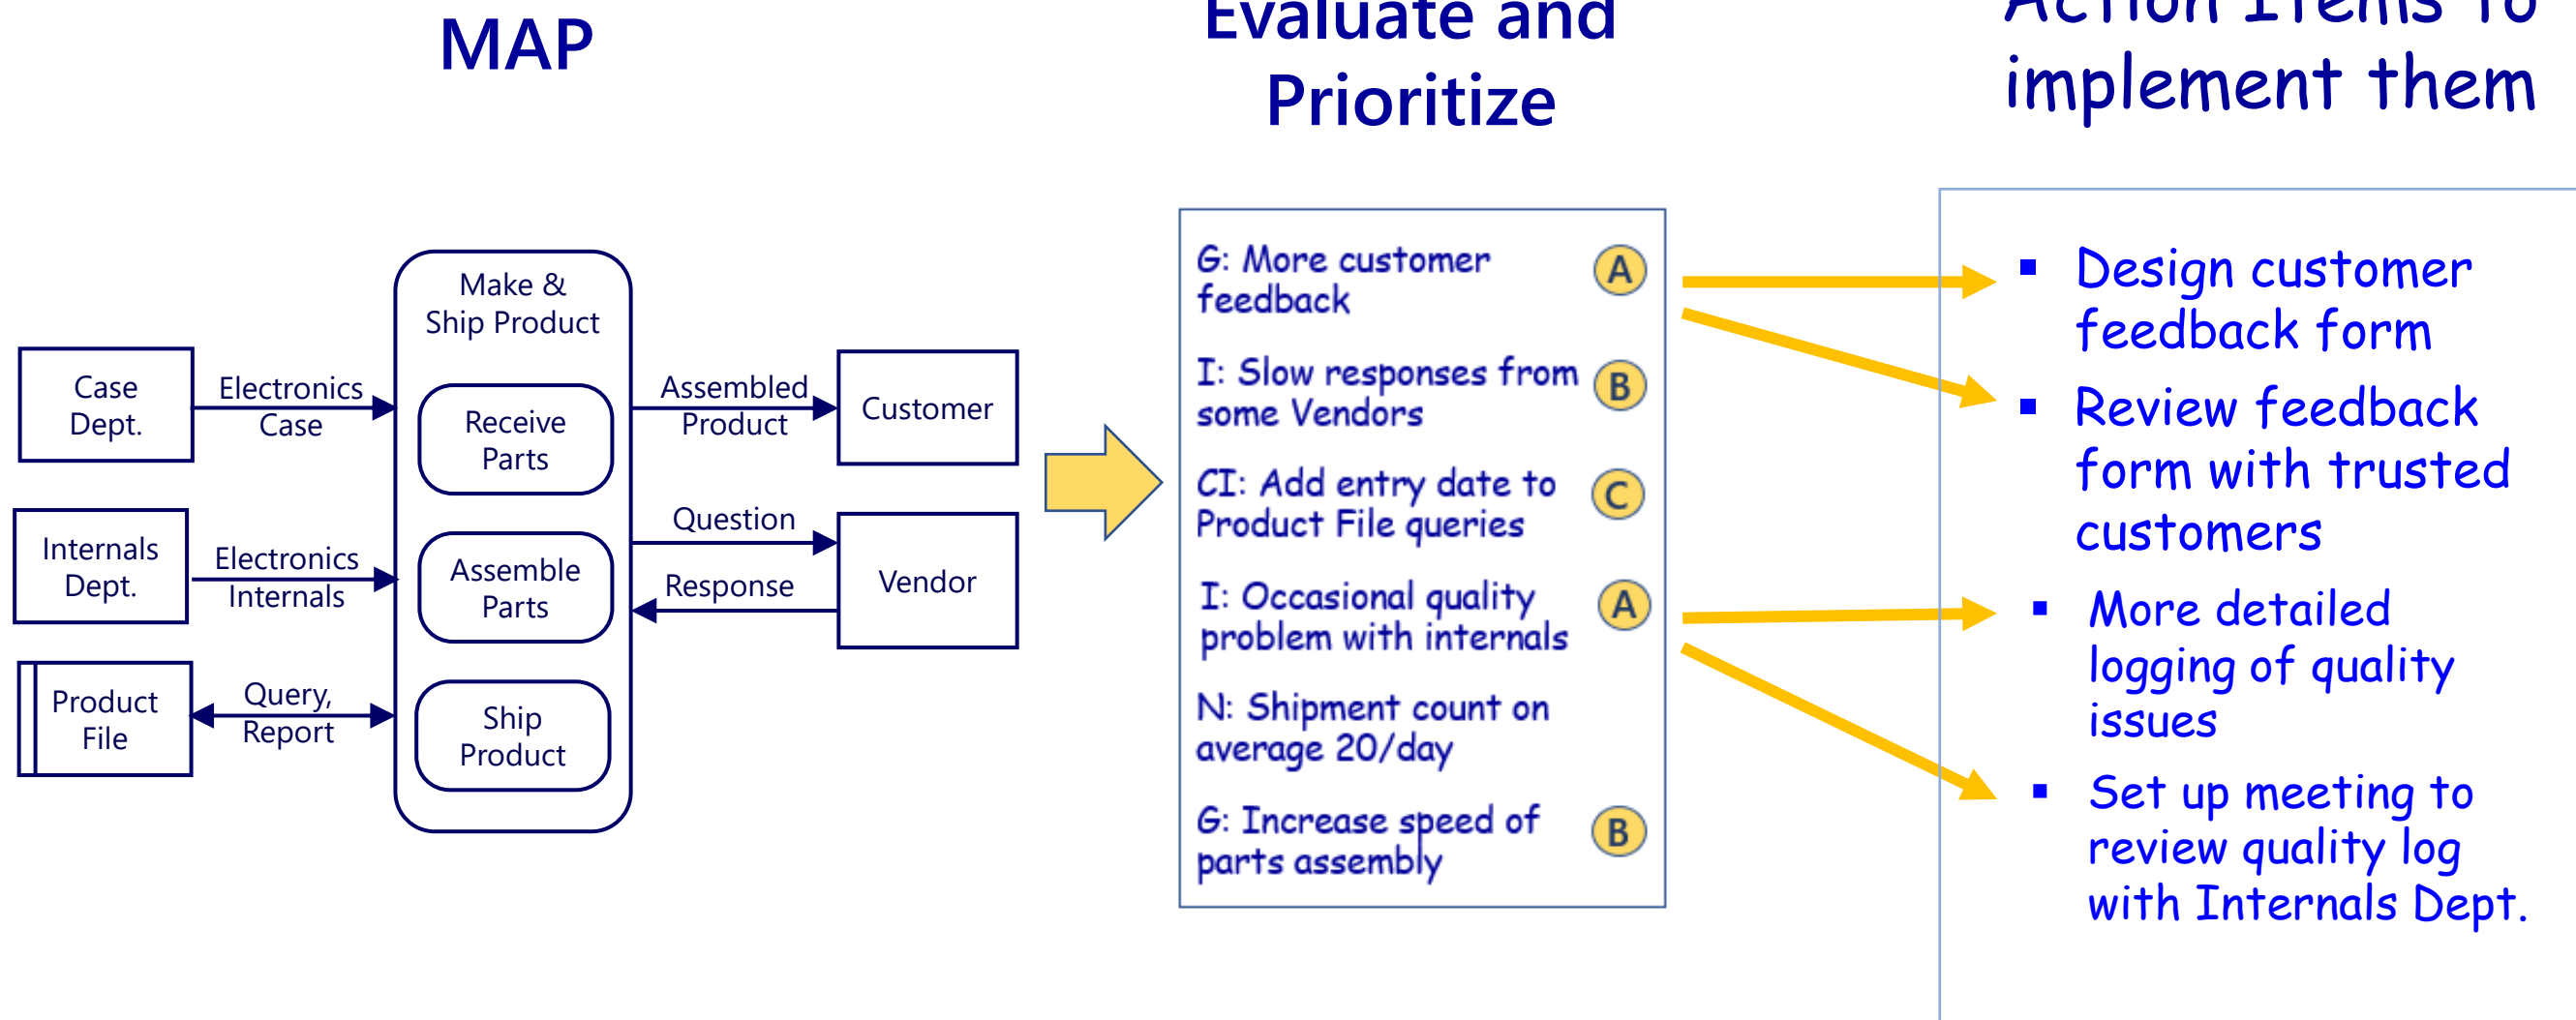 MAP
Evaluate and
Prioritize
Action Items to
implement them
Make &
Ship Product
Case
Dept.
Electronics
Case
Receive
Parts
Assembled
Product
Customer
Internals
Dept.
Electronics
Internals
Assemble
Parts
Question
Response
Vendor
Product
File
Query,
Report
Ship
Product
G: More customer
feedback
A
I: Slow responses from
some Vendors
B
CI: Add entry date to
Product File queries
C
I: Occasional quality
problem with internals
A
N: Shipment count on
average 20/day
G: Increase speed of
parts assembly
B
▪ Design customer
feedback form
▪ Review feedback
form with trusted
customers
▪ More detailed
logging of quality
issues
▪ Set up meeting to
review quality log
with Internals Dept.